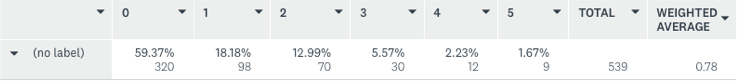 0 1 2 3 4 5 TOTAL WEIGHTED AVERAGE
(no label) 59.37% 18.18% 12.99% 5.57% 2.23% 1.67%
320 98 70 30 12 9 539 0.78